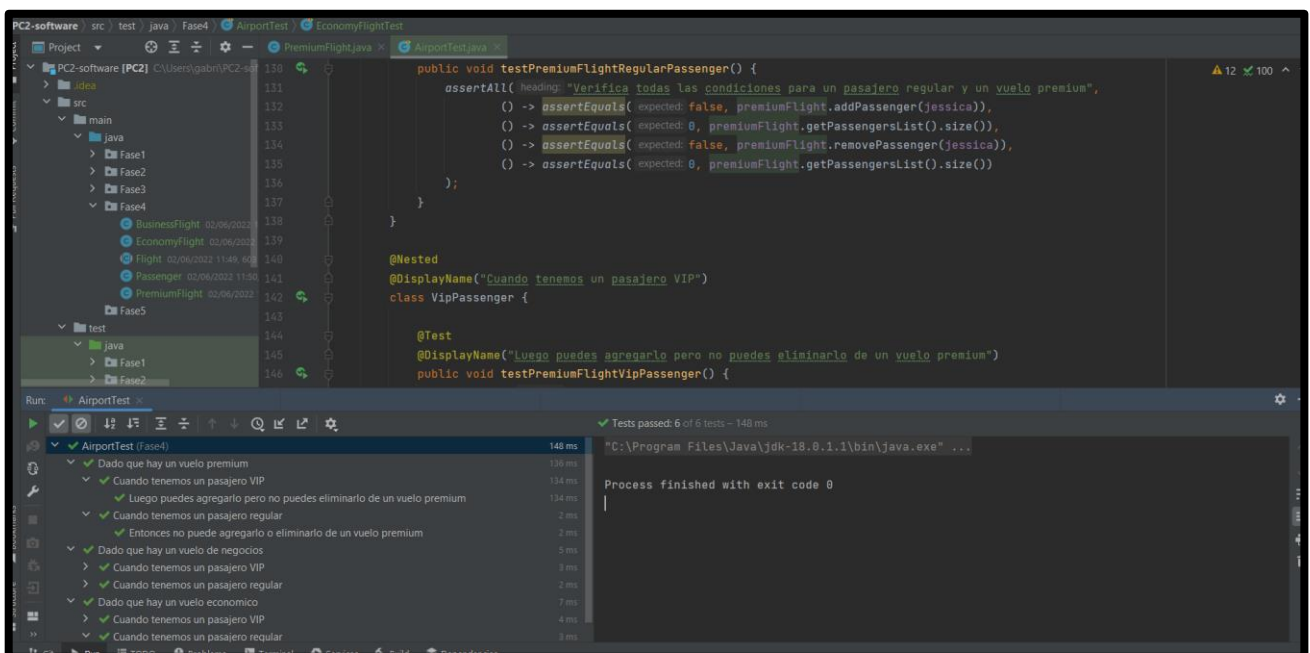 PC2-software src test java Fase4 AirportTest EconomyFlightTest
Project PremiumFlight.java AirportTest.java
PC2-software [PC2] C:\Users\gabri\PC2-sof
.idea
src
main
java
Fase1
Fase2
Fase3
Fase4
BusinessFlight 02/06/2022 1
EconomyFlight 02/06/2022
Flight 02/06/2022 11:49, 603
Passenger 02/06/2022 11:50
PremiumFlight 02/06/2022
Fase5
test
java
Fase1
Fase2
12 100
130 public void testPremiumFlightRegularPassenger() {
131 assertAll( heading: "Verifica todas las condiciones para un pasajero regular y un vuelo premium",
132 () -> assertEquals( expected: false, premiumFlight.addPassenger(jessica)),
133 () -> assertEquals( expected: 0, premiumFlight.getPassengersList().size()),
134 () -> assertEquals( expected: false, premiumFlight.removePassenger(jessica)),
135 () -> assertEquals( expected: 0, premiumFlight.getPassengersList().size())
136 );
137 }
138 }
139
140 @Nested
141 @DisplayName("Cuando tenemos un pasajero VIP")
142 class VipPassenger {
143
144 @Test
145 @DisplayName("Luego puedes agregarlo pero no puedes eliminarlo de un vuelo premium")
146 public void testPremiumFlightVipPassenger() {
Run: AirportTest
Tests passed: 6 of 6 tests – 148 ms
AirportTest (Fase4) 148 ms
Dado que hay un vuelo premium 136 ms
Cuando tenemos un pasajero VIP 134 ms
Luego puedes agregarlo pero no puedes eliminarlo de un vuelo premium 134 ms
Cuando tenemos un pasajero regular 2 ms
Entonces no puede agregarlo o eliminarlo de un vuelo premium 2 ms
Dado que hay un vuelo de negocios 5 ms
Cuando tenemos un pasajero VIP 3 ms
Cuando tenemos un pasajero regular 2 ms
Dado que hay un vuelo economico 7 ms
Cuando tenemos un pasajero VIP 4 ms
Cuando tenemos un pasajero regular 3 ms
"C:\Program Files\Java\jdk-18.0.1.1\bin\java.exe" ...
Process finished with exit code 0
Git Run TODO Problems Terminal Services Build Dependencies